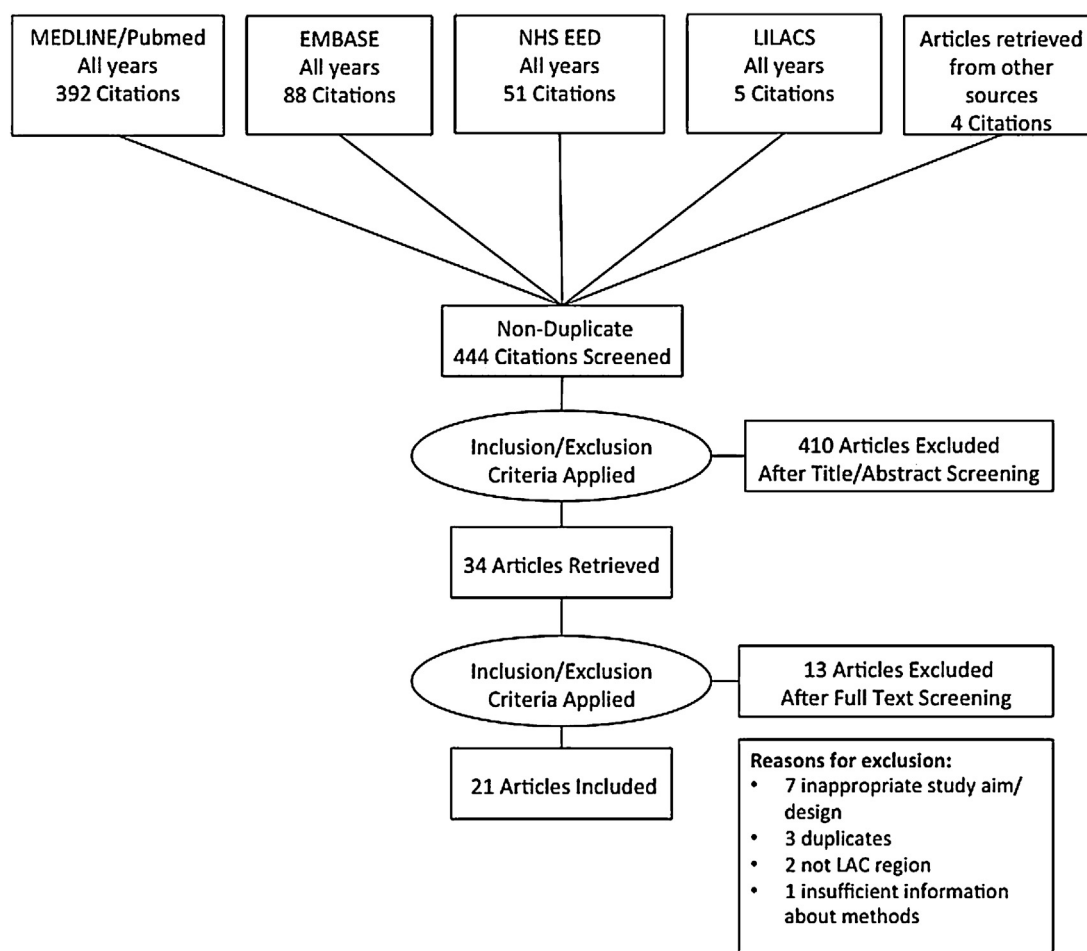 MEDLINE/Pubmed
All years
392 Citations
EMBASE
All years
88 Citations
NHS EED
All years
51 Citations
LILACS
All years
5 Citations
Articles retrieved
from other
sources
4 Citations
Non-Duplicate
444 Citations Screened
Inclusion/Exclusion
Criteria Applied
410 Articles Excluded
After Title/Abstract Screening
34 Articles Retrieved
Inclusion/Exclusion
Criteria Applied
13 Articles Excluded
After Full Text Screening
21 Articles Included
Reasons for exclusion:
• 7 inappropriate study aim/
design
• 3 duplicates
• 2 not LAC region
• 1 insufficient information
about methods